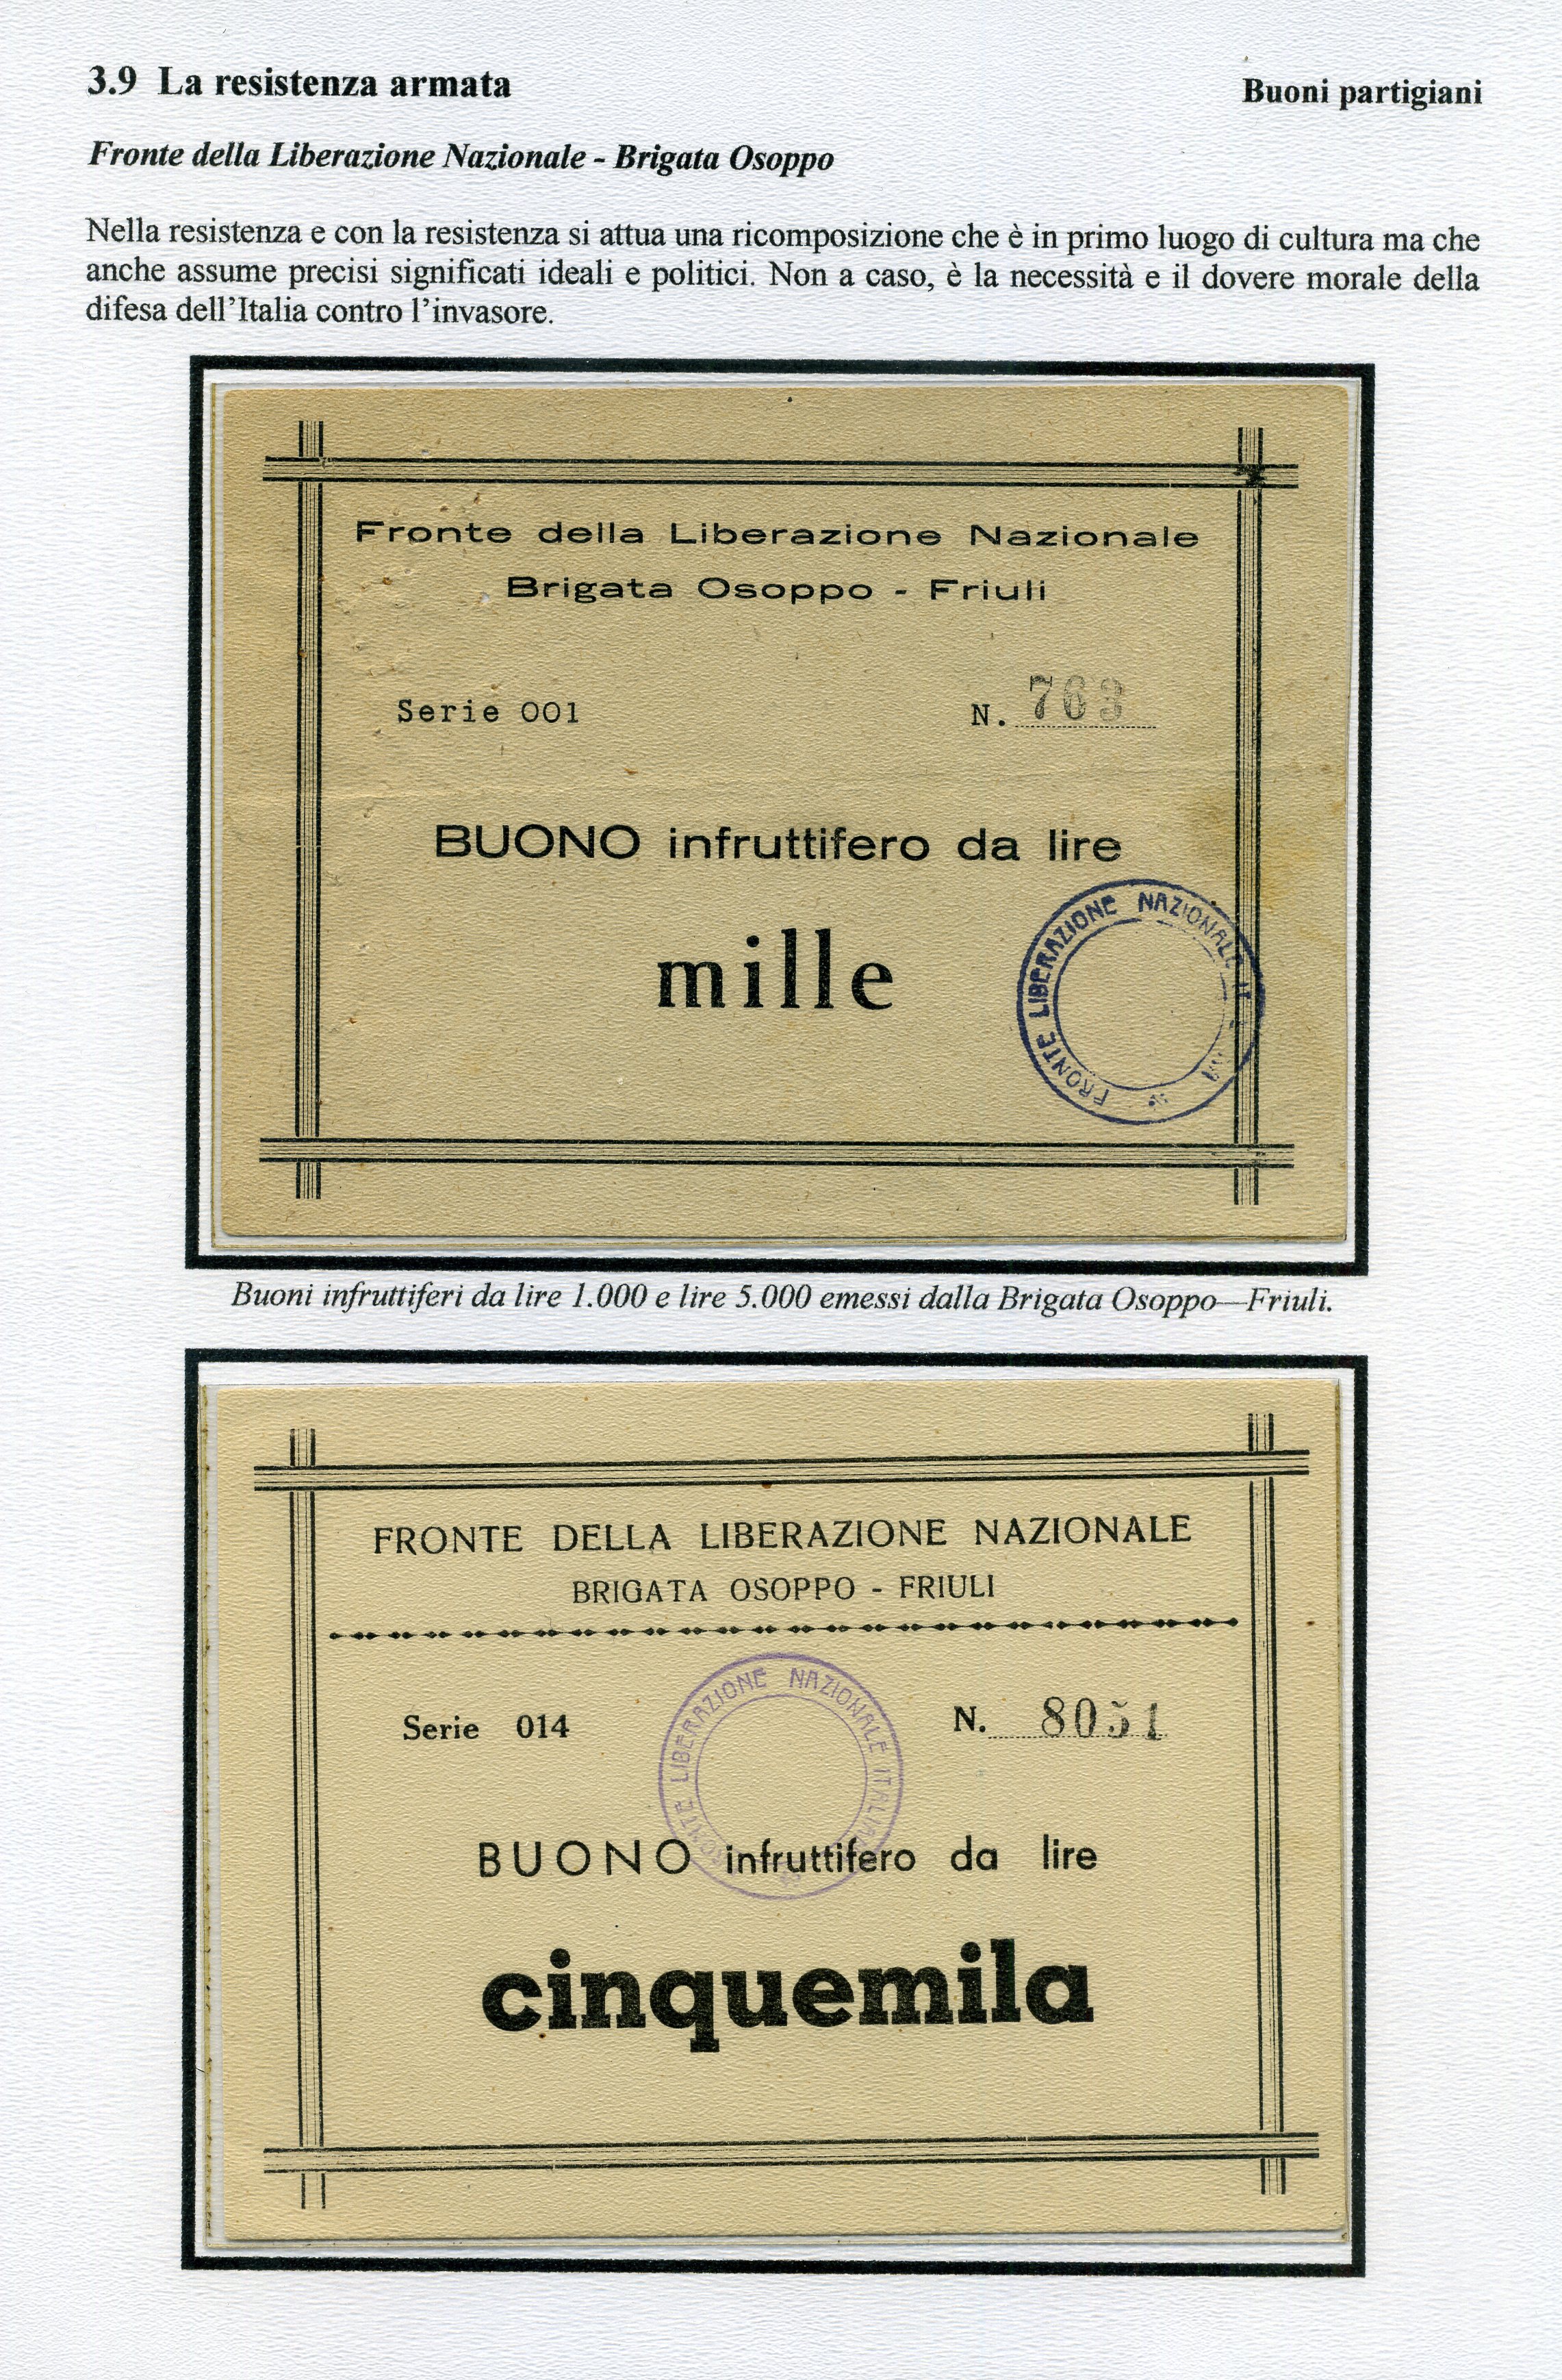 3.9 La resistenza armata
Buoni partigiani
Fronte della Liberazione Nazionale - Brigata Osoppo
Nella resistenza e con la resistenza si attua una ricomposizione che è in primo luogo di cultura ma che
anche assume precisi significati ideali e politici. Non a caso, è la necessità e il dovere morale della
difesa dell’Italia contro l’invasore.
Fronte della Liberazione Nazionale
Brigata Osoppo - Friuli
Serie 001
N. 763
BUONO infruttifero da lire
mille
FRONTE LIBERAZIONE NAZIONALE
Buoni infruttiferi da lire 1.000 e lire 5.000 emessi dalla Brigata Osoppo—Friuli.
FRONTE DELLA LIBERAZIONE NAZIONALE
BRIGATA OSOPPO - FRIULI
Serie 014
N. 8051
FRONTE LIBERAZIONE NAZIONALE ITALIANA
BUONO infruttifero da lire
cinquemila